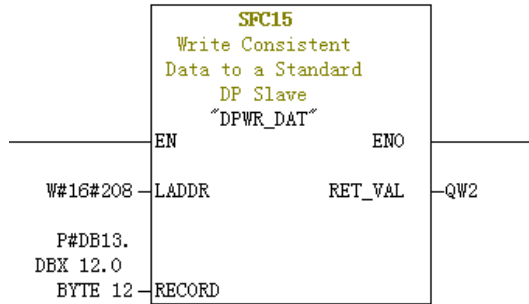 SFC15
Write Consistent
Data to a Standard
DP Slave
"DPWR_DAT"
EN ENO
W#16#208 LADDR RET_VAL QW2
P#DB13.
DBX 12.0
BYTE 12 RECORD